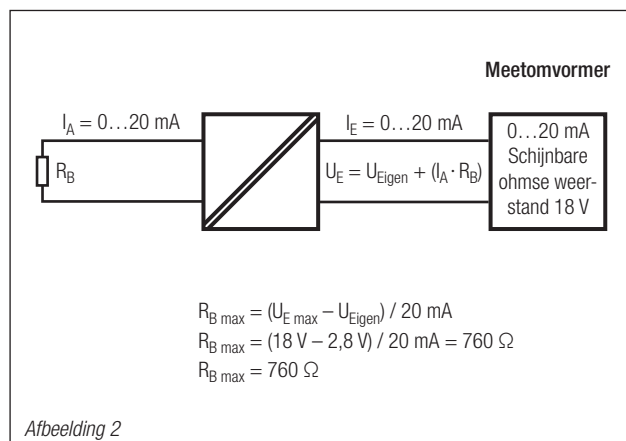 Meetomvormer
I_A = 0…20 mA
I_E = 0…20 mA
0…20 mA
Schijnbare
ohmse weer-
stand 18 V
R_B
U_E = U_Eigen + (I_A · R_B)
R_B max = (U_E max – U_Eigen) / 20 mA
R_B max = (18 V – 2,8 V) / 20 mA = 760 Ω
R_B max = 760 Ω
Afbeelding 2